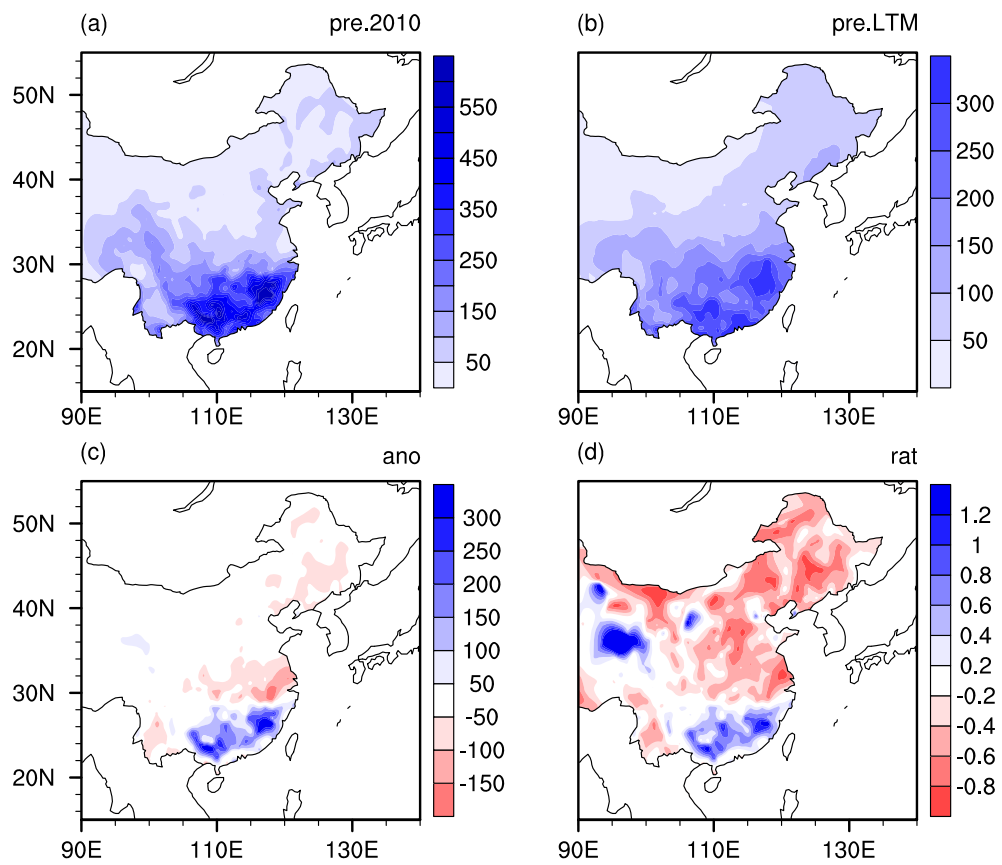 (a) pre.2010
50N
40N
30N
20N
90E 110E 130E
550
450
350
250
150
50
(b) pre.LTM
90E 110E 130E
300
250
200
150
100
50
(c) ano
50N
40N
30N
20N
90E 110E 130E
300
250
200
150
100
50
-50
-100
-150
(d) rat
90E 110E 130E
1.2
1
0.8
0.6
0.4
0.2
-0.2
-0.4
-0.6
-0.8